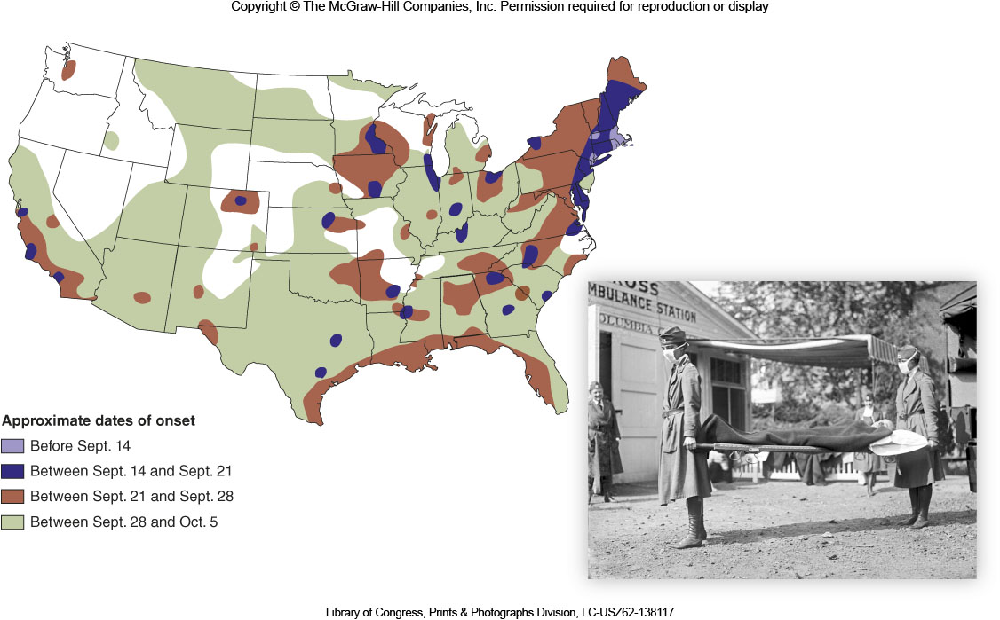 Copyright © The McGraw-Hill Companies, Inc. Permission required for reproduction or display
Approximate dates of onset
Before Sept. 14
Between Sept. 14 and Sept. 21
Between Sept. 21 and Sept. 28
Between Sept. 28 and Oct. 5
ROSS
MBULANCE STATION
OLUMBIA
Library of Congress, Prints & Photographs Division, LC-USZ62-138117